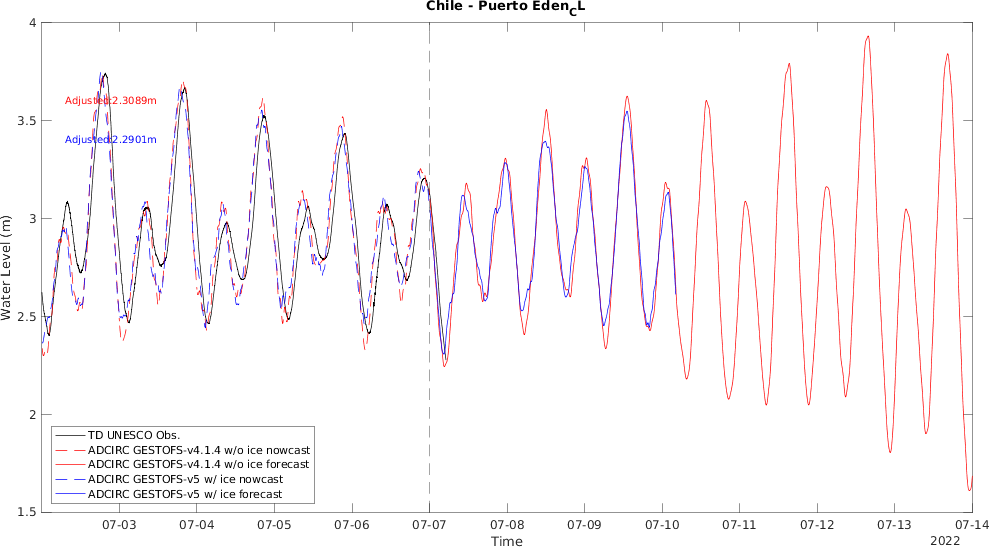 Chile - Puerto Eden_CL
4
3.5
3
2.5
2
1.5
Water Level (m)
Adjusted:2.3089m
Adjusted:2.2901m
TD UNESCO Obs.
ADCIRC GESTOFS-v4.1.4 w/o ice nowcast
ADCIRC GESTOFS-v4.1.4 w/o ice forecast
ADCIRC GESTOFS-v5 w/ ice nowcast
ADCIRC GESTOFS-v5 w/ ice forecast
07-03 07-04 07-05 07-06 07-07 07-08 07-09 07-10 07-11 07-12 07-13 07-14
Time
2022